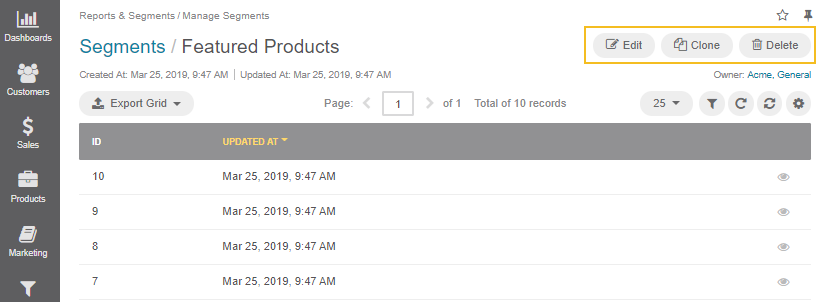 Dashboards
Customers
Sales
Products
Marketing
Reports & Segments / Manage Segments
Segments / Featured Products
Edit Clone Delete
Created At: Mar 25, 2019, 9:47 AM | Updated At: Mar 25, 2019, 9:47 AM
Owner: Acme, General
Export Grid Page: 1 of 1 Total of 10 records 25
ID UPDATED AT
10 Mar 25, 2019, 9:47 AM
9 Mar 25, 2019, 9:47 AM
8 Mar 25, 2019, 9:47 AM
7 Mar 25, 2019, 9:47 AM